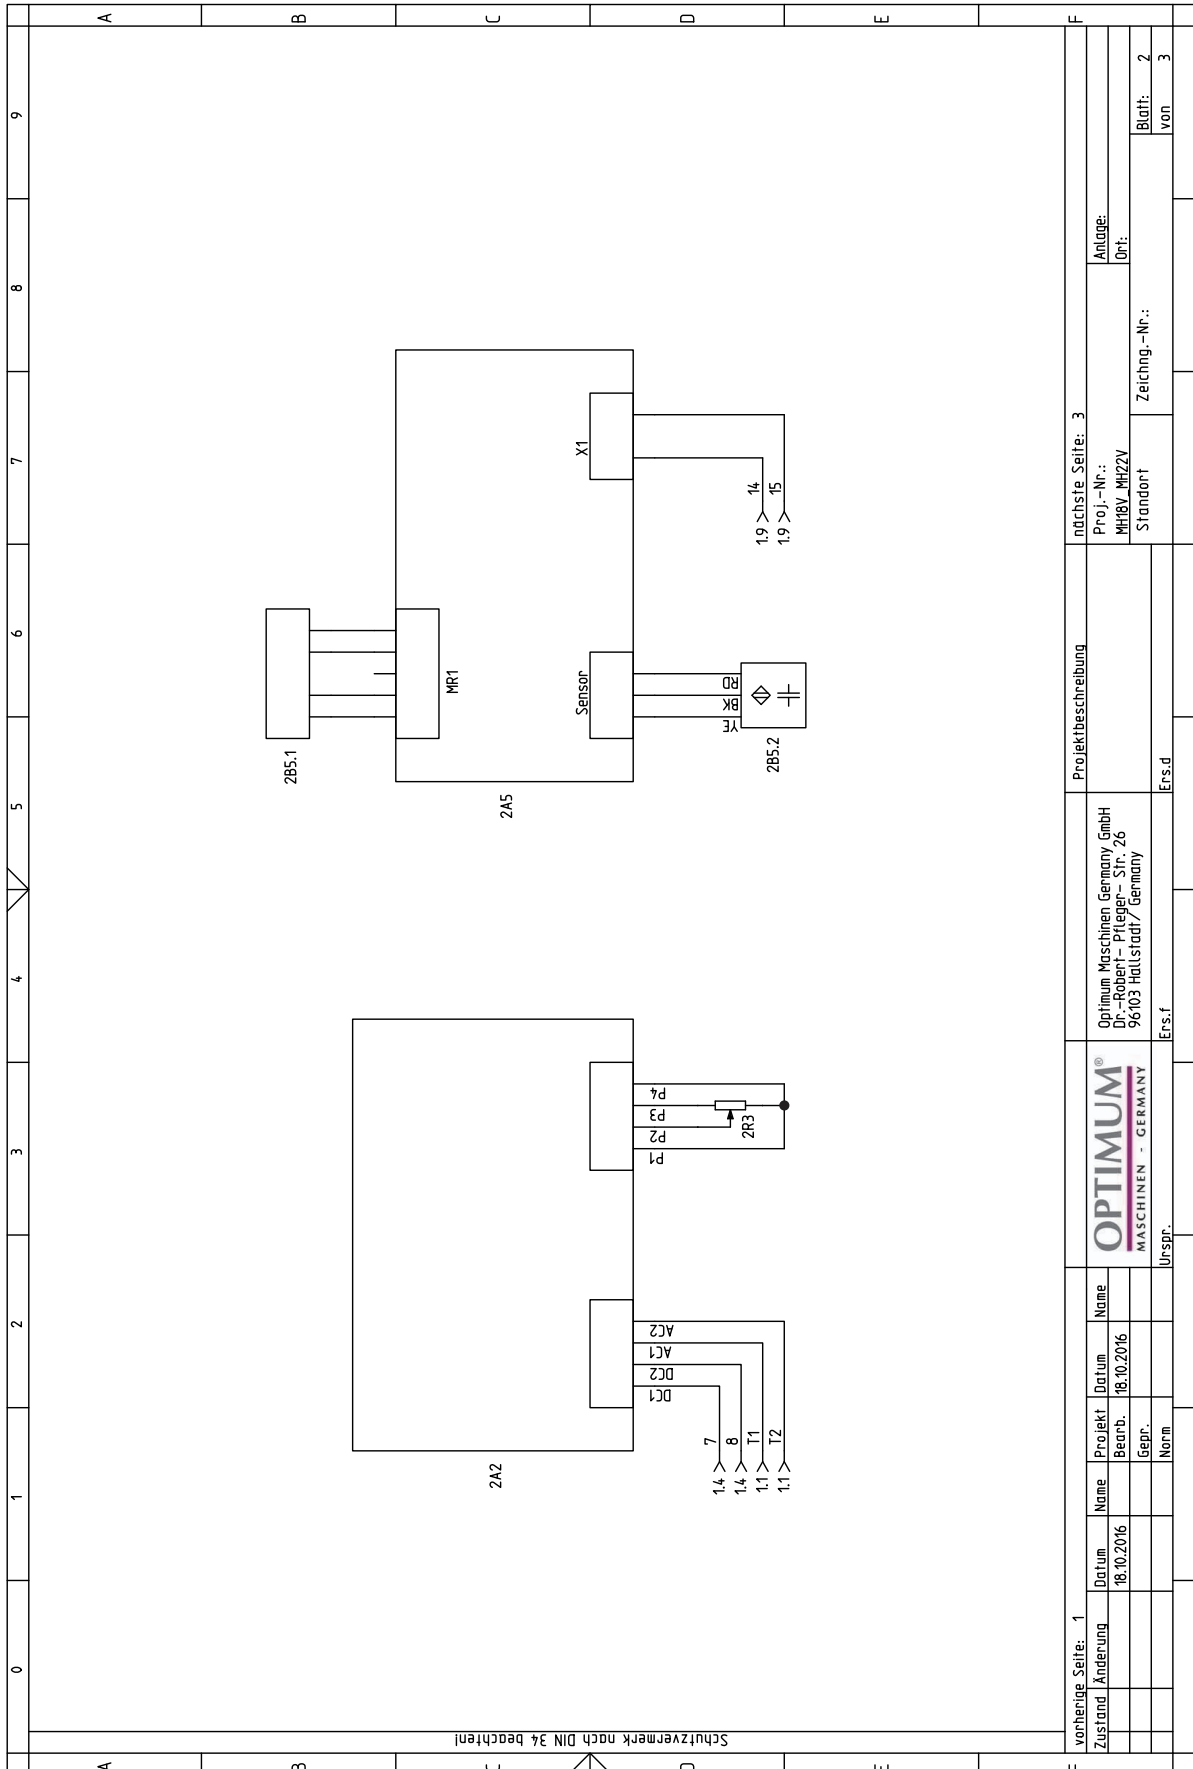 0 1 2 3 4 5 6 7 8 9
A
B
C
D
E
F
A
B
C
D
E
F
Schutzvermerk nach DIN 34 beachten!
2A2
DC1
DC2
AC1
AC2
1.4 7
1.4 8
1.1 T1
1.1 T2
P1
P2
P3
P4
2R3
2B5.1
MR1
2A5
Sensor
X1
YE
BK
RD
2B5.2
1.9 14
1.9 15
vorherige Seite: 1
Zustand Änderung Datum Name Projekt Datum Name
18.10.2016 Bearb. 18.10.2016
Gepr.
Norm
Urspr. Ers.f Ers.d
OPTIMUM®
MASCHINEN - GERMANY
Optimum Maschinen Germany GmbH
Dr.-Robert- Pfleger- Str. 26
96103 Hallstadt/ Germany
Projektbeschreibung
nächste Seite: 3
Proj.-Nr.:
MH18V_MH22V
Standort
Zeichng.-Nr.:
Anlage:
Ort:
Blatt: 2
von 3